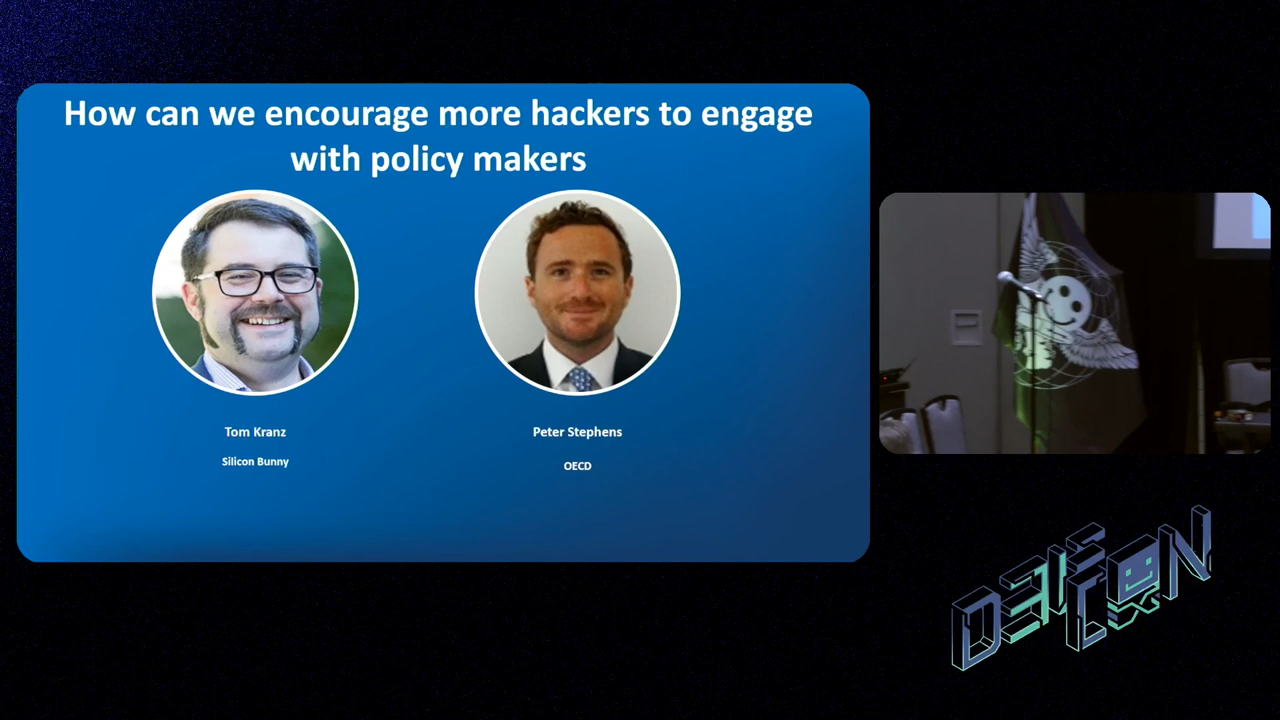 How can we encourage more hackers to engage
with policy makers
Tom Kranz
Silicon Bunny
Peter Stephens
OECD
DEF
CON